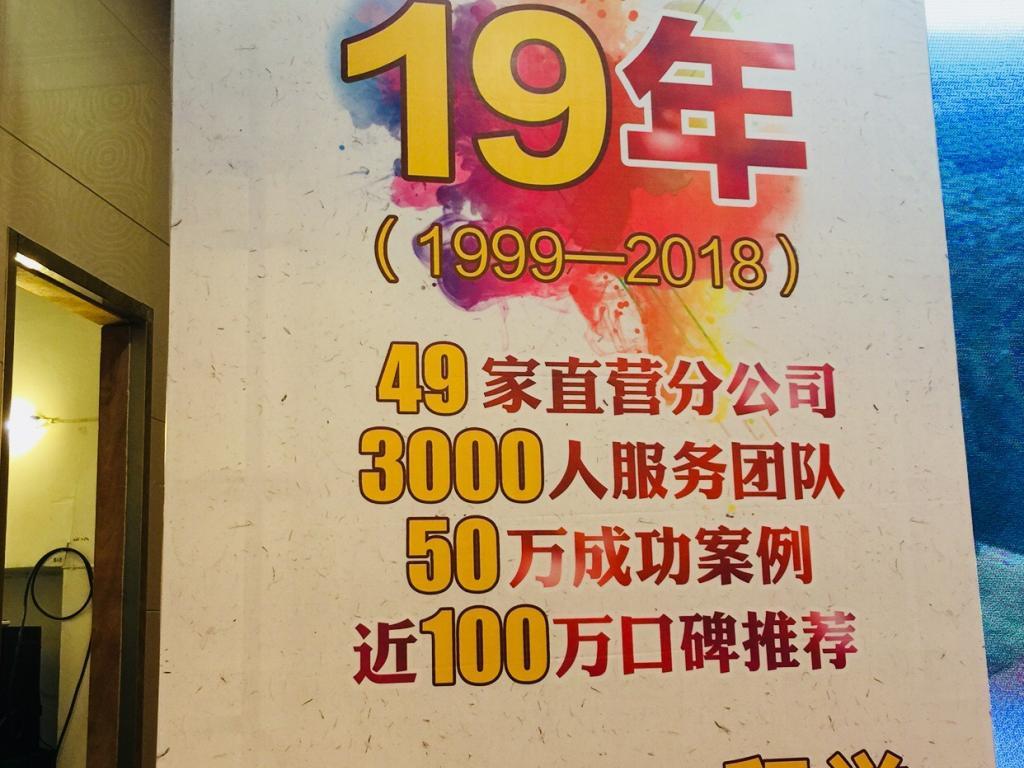 19年
(1999—2018)
49家直营分公司
3000人服务团队
50万成功案例
近100万口碑推荐